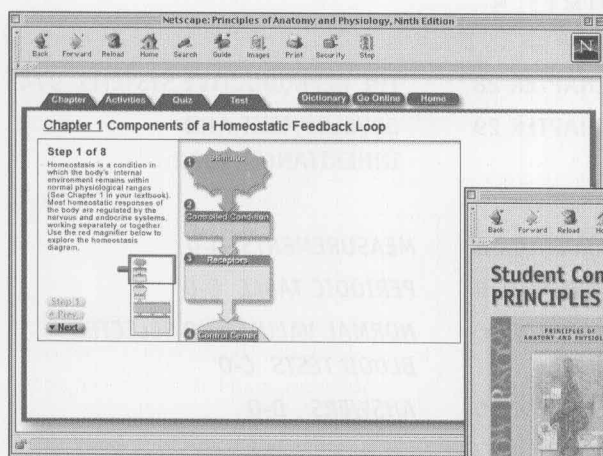 Netscape: Principles of Anatomy and Physiology, Ninth Edition
Back Forward Reload Home Search Guide Images Print Security Stop
N
Chapter Activities Quiz Test Dictionary Go Online Home
Chapter 1 Components of a Homeostatic Feedback Loop
Step 1 of 8
Homeostasis is a condition in
which the body's internal
environment remains within
normal physiological ranges
(See Chapter 1 in your textbook).
Most homeostatic responses of
the body are regulated by the
nervous and endocrine systems,
working separately or together.
Use the red magnifier below to
explore the homeostasis
diagram.
Step 1
Prev.
Next
1 Stimulus
2 Controlled Condition
3 Receptors
4 Control Center
Back Forward Reload
Student Con
PRINCIPLES
PRINCIPLES OF
ANATOMY AND PHYSIOL
CHAPTER 29
MEASUREMENTS
PERIODIC TABLE
NORMAL
BLOOD TESTS C-0
ANSWERS D-0